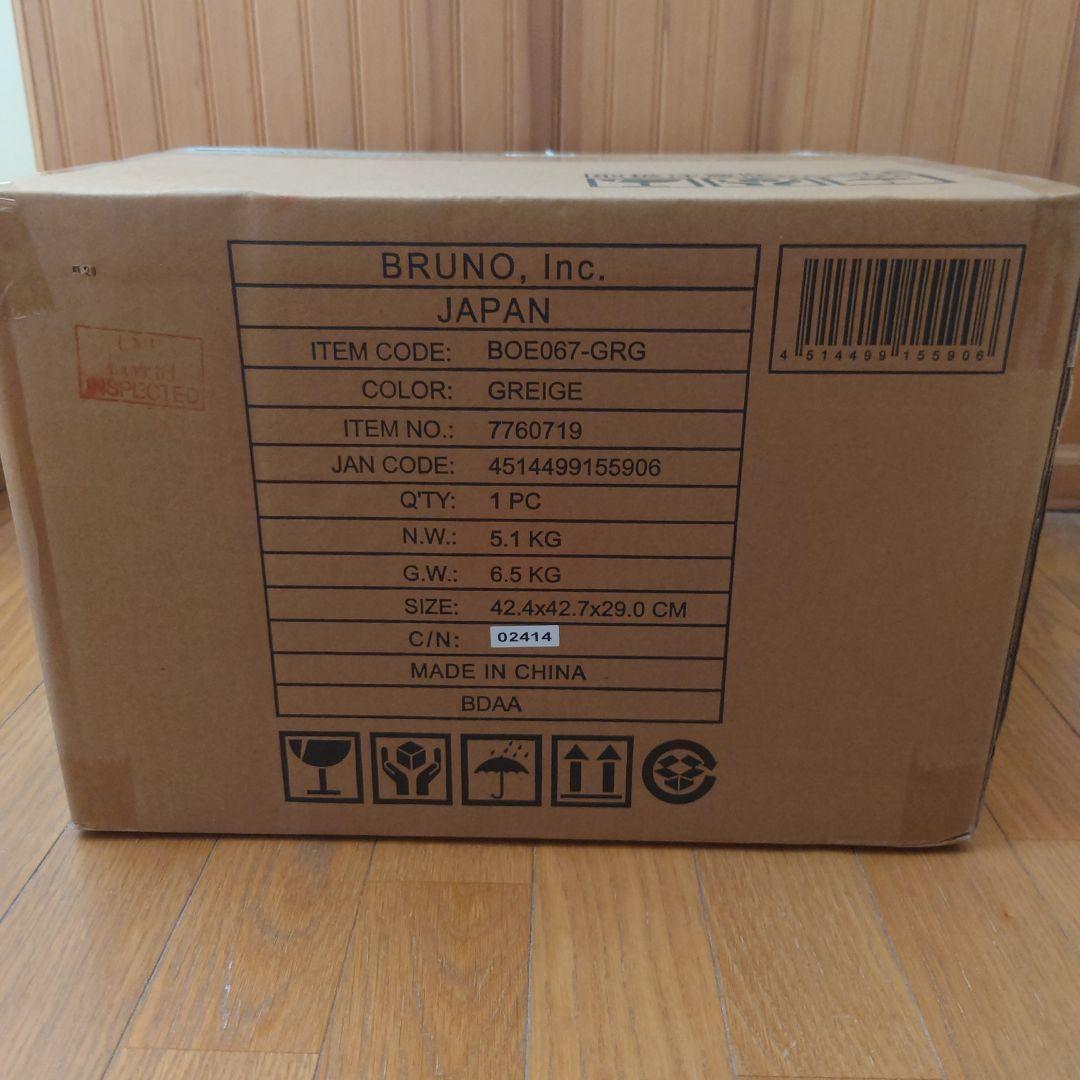 BRUNO, Inc.
JAPAN
ITEM CODE: BOE067-GRG
COLOR: GREIGE
ITEM NO.: 7760719
JAN CODE: 4514499155906
Q'TY: 1 PC
N.W.: 5.1 KG
G.W.: 6.5 KG
SIZE: 42.4x42.7x29.0 CM
C/N: 02414
MADE IN CHINA
BDAA
4 514499 155906
INSPECTED